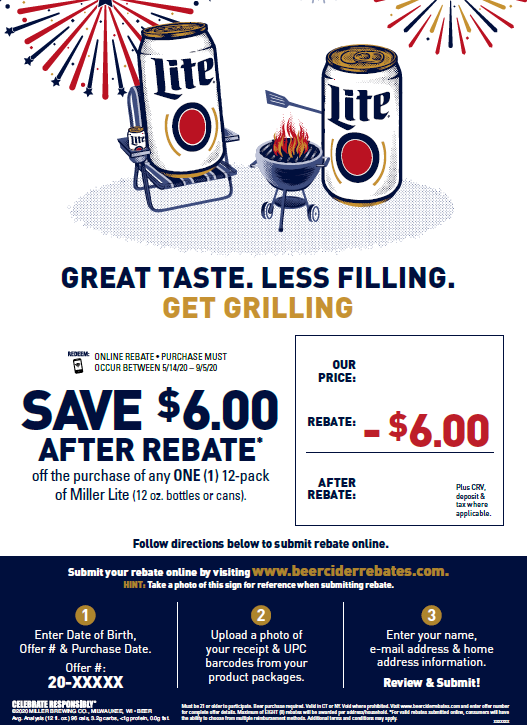 Lite
Lite
Lite
GREAT TASTE. LESS FILLING.
GET GRILLING
REDEEM:
ONLINE REBATE • PURCHASE MUST
OCCUR BETWEEN 5/14/20 – 9/5/20
SAVE $6.00
AFTER REBATE*
off the purchase of any ONE (1) 12-pack
of Miller Lite (12 oz. bottles or cans).
OUR
PRICE:
REBATE: - $6.00
AFTER
REBATE:
Plus CRV,
deposit &
tax where
applicable.
Follow directions below to submit rebate online.
Submit your rebate online by visiting www.beerciderrebates.com.
HINT: Take a photo of this sign for reference when submitting rebate.
1
Enter Date of Birth,
Offer # & Purchase Date.
Offer #:
20-XXXXX
2
Upload a photo of
your receipt & UPC
barcodes from your
product packages.
3
Enter your name,
e-mail address & home
address information.
Review & Submit!
CELEBRATE RESPONSIBLY®
©2020 MILLER BREWING CO., MILWAUKEE, WI • BEER
Avg. Analysis (12 fl. oz.) 96 cals, 3.2g carbs, <1g protein, 0.0g fat.
Must be 21 or older to participate. Beer purchase required. Valid in CT or NY. Void where prohibited. Visit www.beerciderrebates.com and enter offer number
for complete offer details. Maximum of EIGHT (8) rebates will be awarded per address/household. *For valid rebates submitted online, consumers will have
the ability to choose from multiple reimbursement methods. Additional terms and conditions may apply.